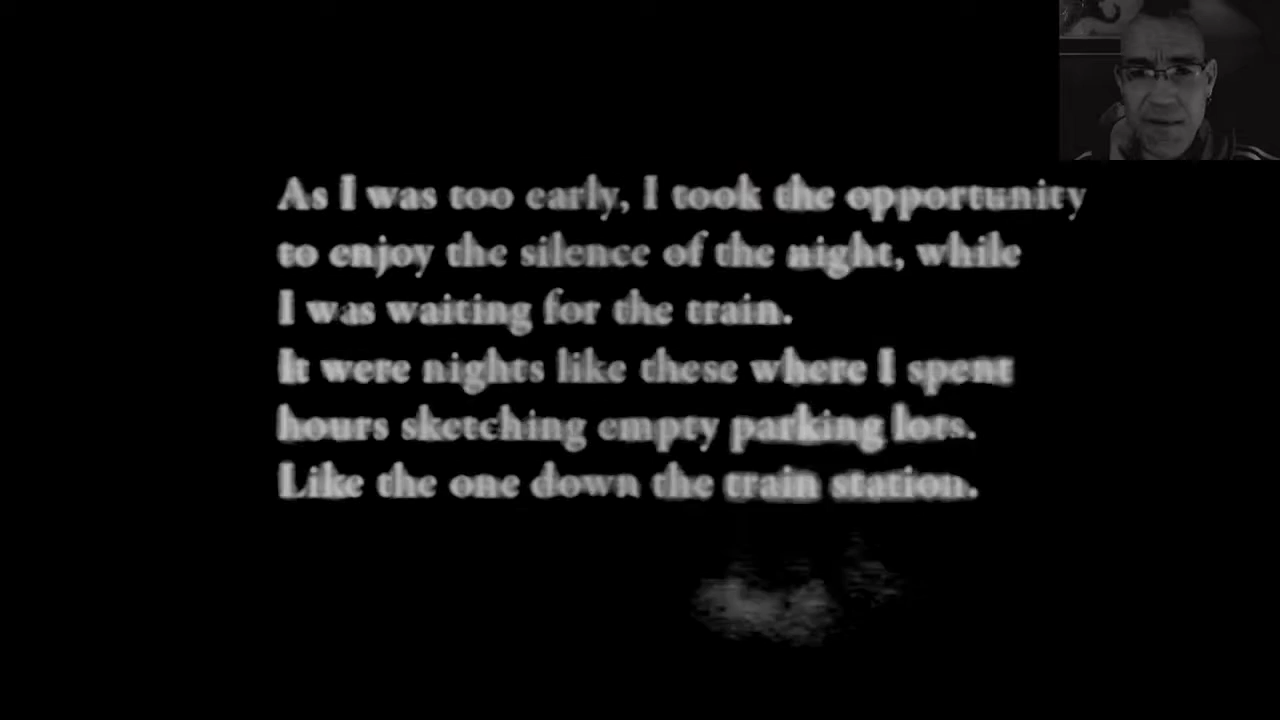 As I was too early, I took the opportunity
to enjoy the silence of the night, while
I was waiting for the train.
It were nights like these where I spent
hours sketching empty parking lots.
Like the one down the train station.